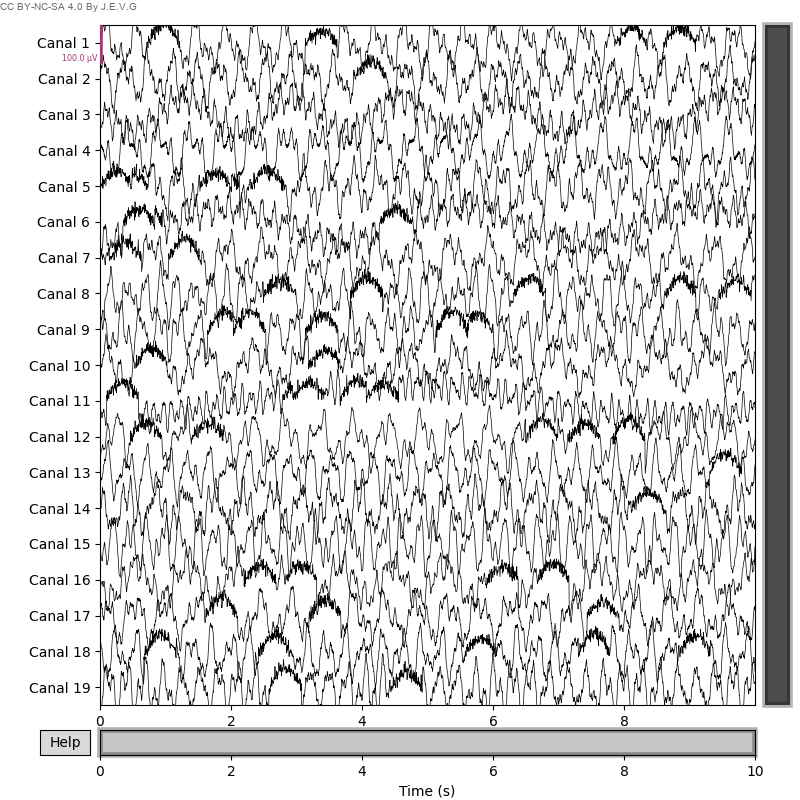 CC BY-NC-SA 4.0 By J.E.V.G
Canal 1
100.0 µV
Canal 2
Canal 3
Canal 4
Canal 5
Canal 6
Canal 7
Canal 8
Canal 9
Canal 10
Canal 11
Canal 12
Canal 13
Canal 14
Canal 15
Canal 16
Canal 17
Canal 18
Canal 19
0 2 4 6 8
Help
0 2 4 6 8 10
Time (s)